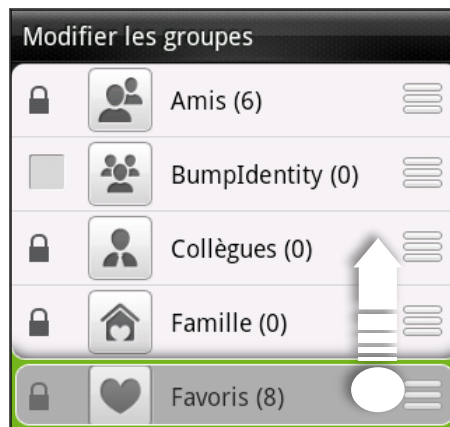 Modifier les groupes
Amis (6)
BumpIdentity (0)
Collègues (0)
Famille (0)
Favoris (8)